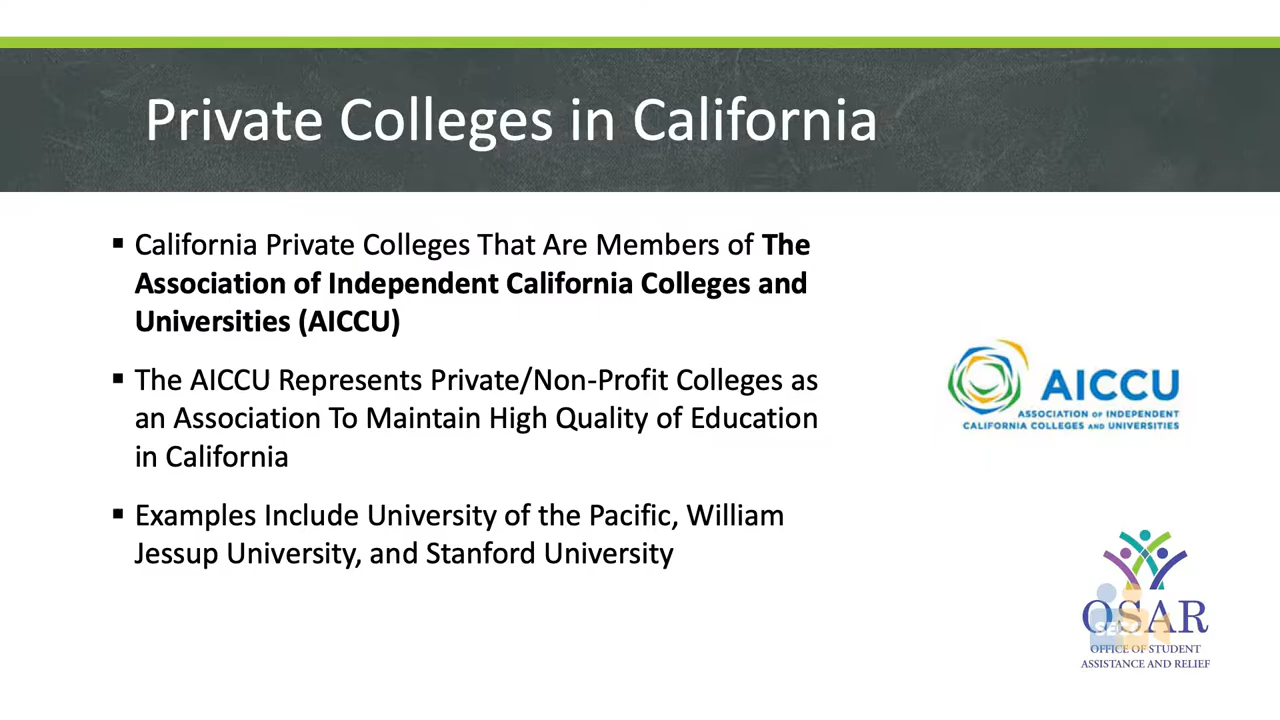 Private Colleges in California
▪ California Private Colleges That Are Members of The
Association of Independent California Colleges and
Universities (AICCU)
▪ The AICCU Represents Private/Non-Profit Colleges as
an Association To Maintain High Quality of Education
in California
▪ Examples Include University of the Pacific, William
Jessup University, and Stanford University
AICCU
ASSOCIATION OF INDEPENDENT
CALIFORNIA COLLEGES AND UNIVERSITIES
OSAR
OFFICE OF STUDENT
ASSISTANCE AND RELIEF